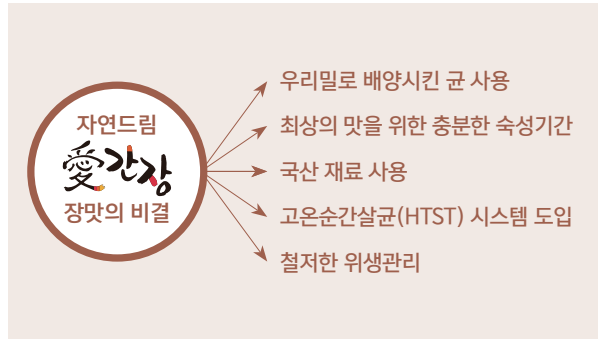 자연드림
愛간장
장맛의 비결
우리밀로 배양시킨 균 사용
최상의 맛을 위한 충분한 숙성기간
국산 재료 사용
고온순간살균(HTST) 시스템 도입
철저한 위생관리